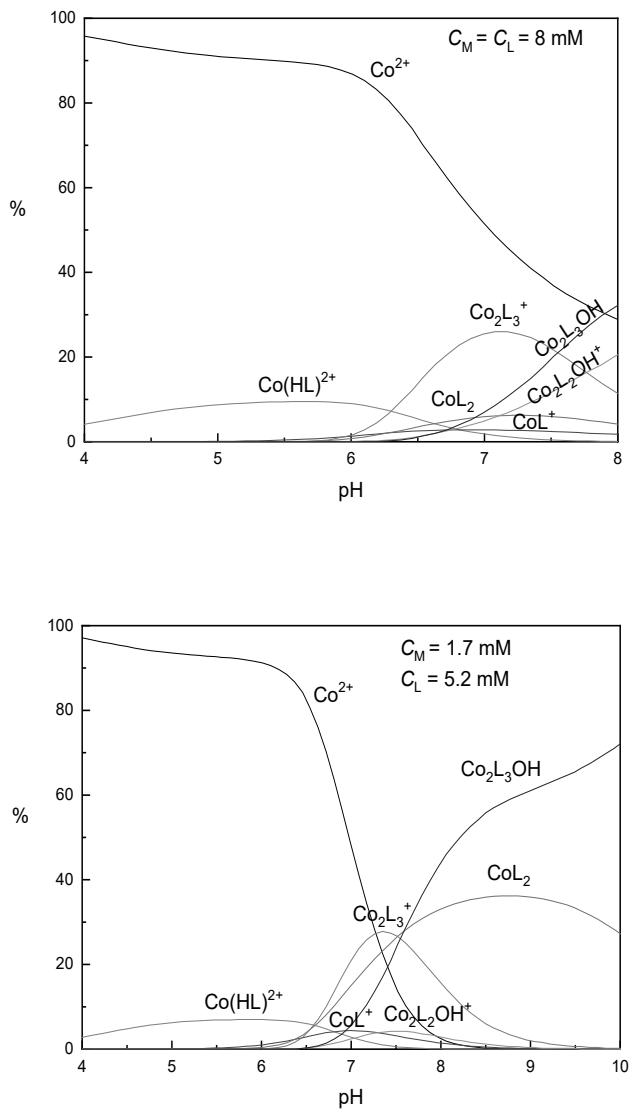 100
C_M = C_L = 8 mM
Co²⁺
80
60
%
40
Co₂L₃⁺
Co₂L₃OH
20
Co₂L₂OH⁺
Co(HL)²⁺
CoL₂
CoL⁺
0
4 5 6 7 8
pH
100
C_M = 1.7 mM
C_L = 5.2 mM
Co²⁺
80
Co₂L₃OH
60
%
40
CoL₂
Co₂L₃⁺
20
Co(HL)²⁺
CoL⁺
Co₂L₂OH⁺
0
4 5 6 7 8 9 10
pH